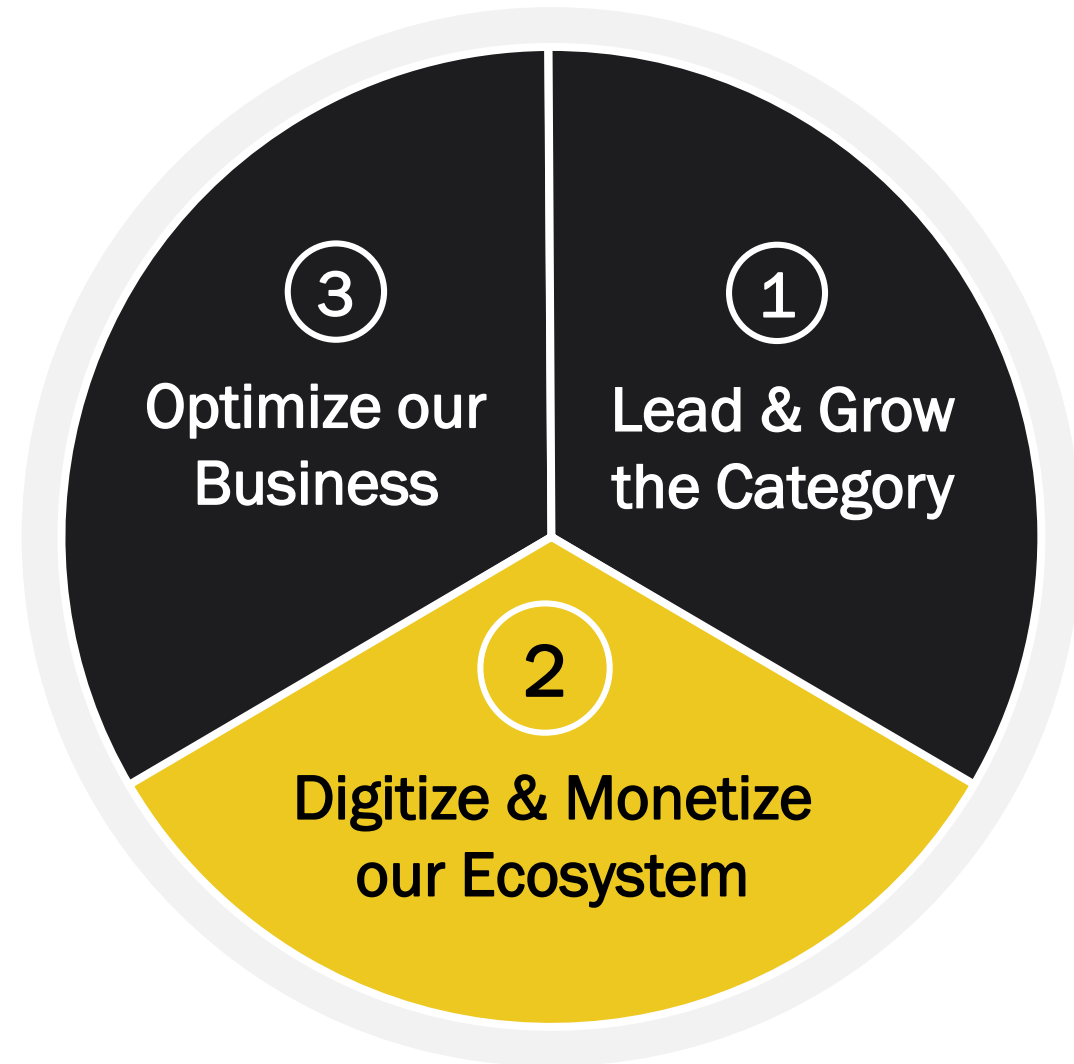 1
Lead & Grow
the Category
2
Digitize & Monetize
our Ecosystem
3
Optimize our
Business